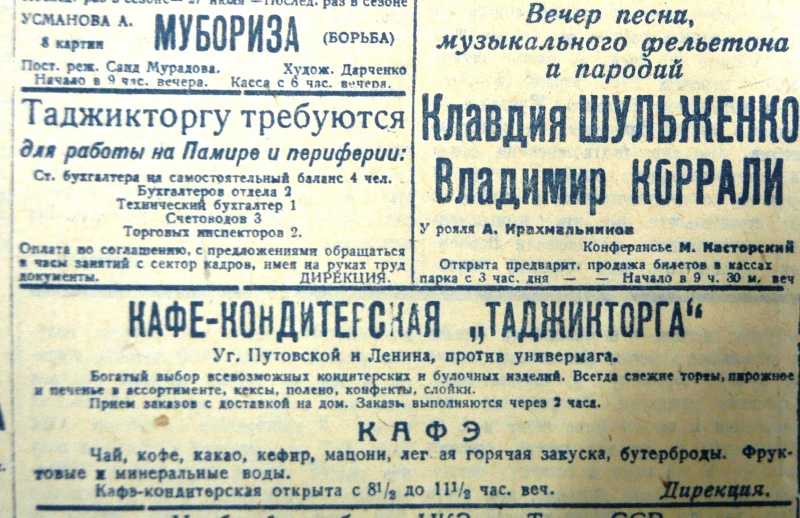 УСМАНОВА А.
8 картин
МУБОРИЗА
(БОРЬБА)
Пост. реж. Саид Мурадова. Худож. Дарченко
Начало в 9 час. вечера. Касса с 6 час. вечера.
Таджикторгу требуются
для работы на Памире и периферии:
Ст. бухгалтера на самостоятельный баланс 4 чел.
Бухгалтеров отдела 2
Технический бухгалтер 1
Счетоводов 3
Торговых инспекторов 2.
Оплата по соглашению, с предложениями обращаться
в часы занятий с сектор кадров, имея на руках труд
документы. ДИРЕКЦИЯ.
Вечер песна,
музыкального фельетона
и пародий
Клавдия ШУЛЬЖЕНКО
Владимир КОРРАЛИ
У рояля А. Ирахмальников
Конферансье М. Касторский
Открыта предварит. продажа билетов в кассах
парка с 3 час. дня — — Начало в 9 ч. 30 м. веч
КАФЕ-КОНДИТЕРСКАЯ „ТАДЖИКТОРГА“
Уг. Путовской и Ленина, против универмага.
Богатый выбор всевозможных кондитерских и булочных изделий. Всегда свежие торты, пирожное
и печенье в ассортименте, кексы, полено, конфекты, слойки.
Прием заказов с доставкой на дом. Заказы выполняются через 2 часа.
КАФЭ
Чай, кофе, какао, кефир, мацони, лег ая горячая закуска, бутерброды. Фрук-
товые и минеральные воды.
Кафэ-кондитерская открыта с 8½ до 11½ час. веч. Дирекция.